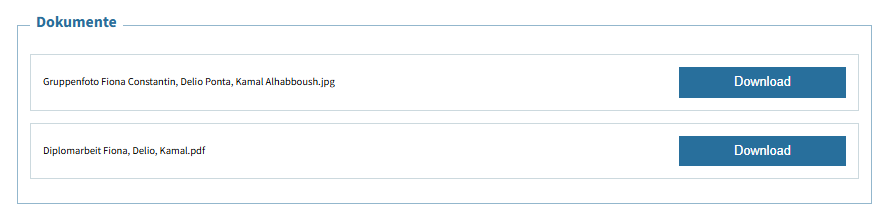 Dokumente
Gruppenfoto Fiona Constantin, Delio Ponta, Kamal Alhabboush.jpg
Download
Diplomarbeit Fiona, Delio, Kamal.pdf
Download